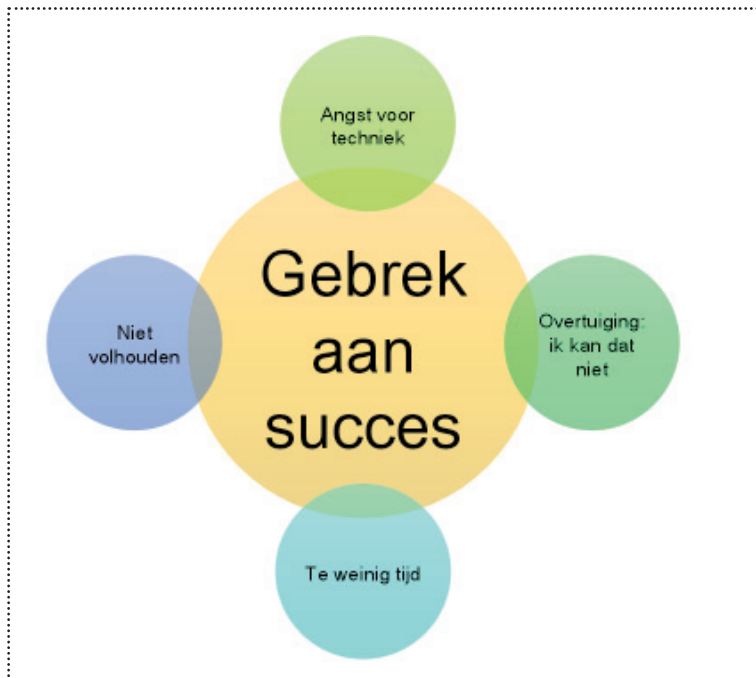 Angst voor
techniek
Gebrek
aan
succes
Niet
volhouden
Overtuiging:
ik kan dat
niet
Te weinig tijd